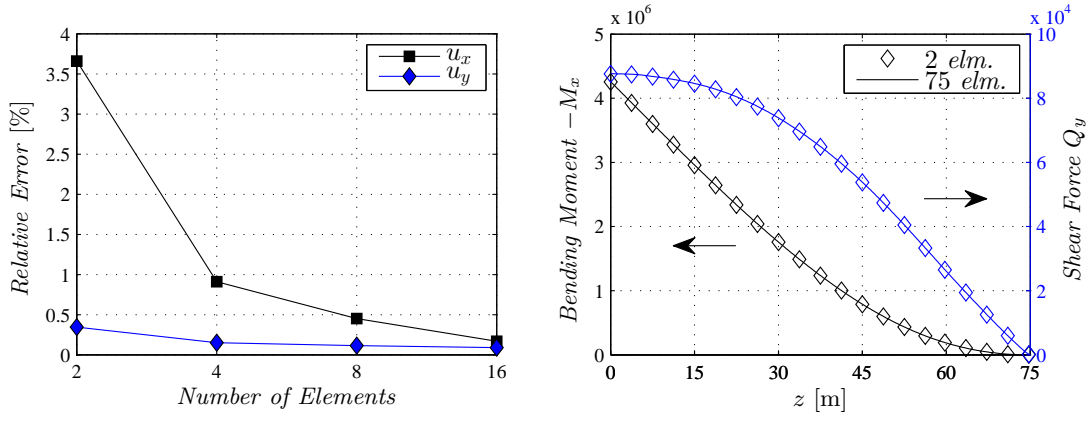 4
3.5
3
2.5
2
1.5
1
0.5
0
2 4 8 16
Relative Error [%]
Number of Elements
u_x
u_y
x 10^6
5
4
3
2
1
0
0 15 30 45 60 75
Bending Moment −M_x
z [m]
2 elm.
75 elm.
x 10^4
10
8
6
4
2
0
Shear Force Q_y